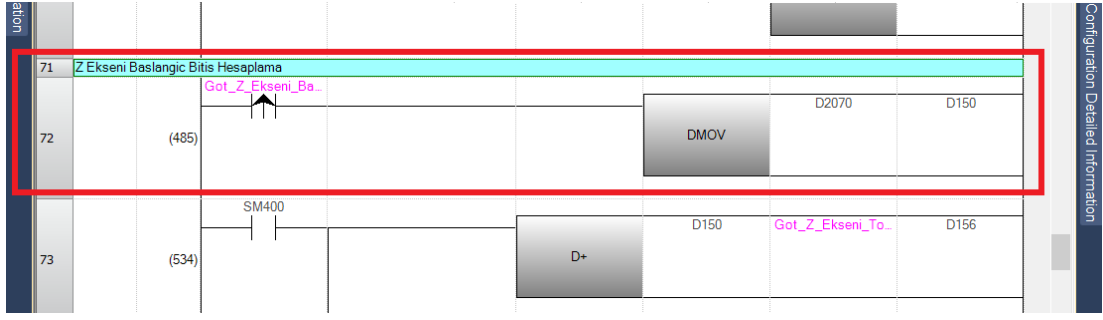 ation
Configuration Detailed Information
71 Z Ekseni Baslangic Bitis Hesaplama
Got_Z_Ekseni_Ba...
72 (485) DMOV D2070 D150
SM400
73 (534) D+ D150 Got_Z_Ekseni_To... D156